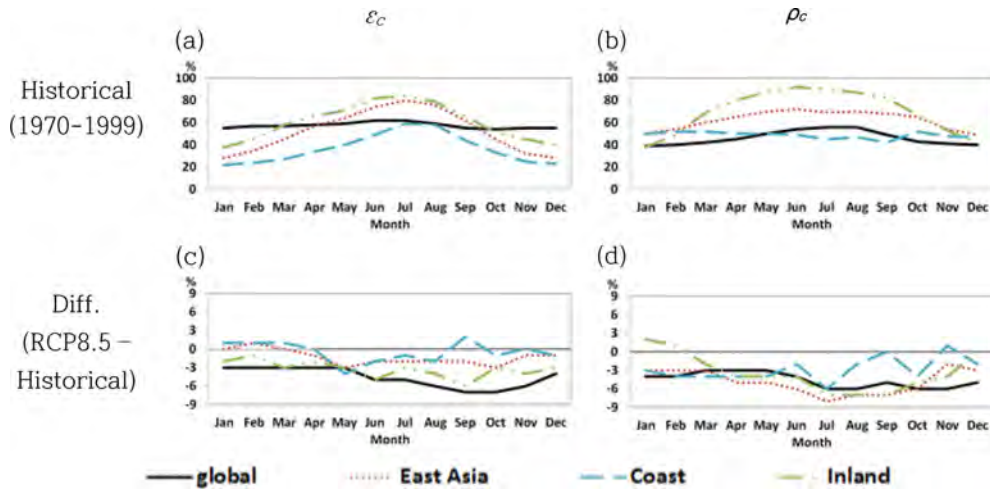 ε_C ρ_c
(a) (b)
Historical
(1970-1999)
% %
100 100
80 80
60 60
40 40
20 20
0 0
Jan Feb Mar Apr May Jun Jul Aug Sep Oct Nov Dec Jan Feb Mar Apr May Jun Jul Aug Sep Oct Nov Dec
Month Month
(c) (d)
Diff.
(RCP8.5 –
Historical)
% %
9 9
6 6
3 3
0 0
-3 -3
-6 -6
-9 -9
Jan Feb Mar Apr May Jun Jul Aug Sep Oct Nov Dec Jan Feb Mar Apr May Jun Jul Aug Sep Oct Nov Dec
Month Month
global East Asia Coast Inland